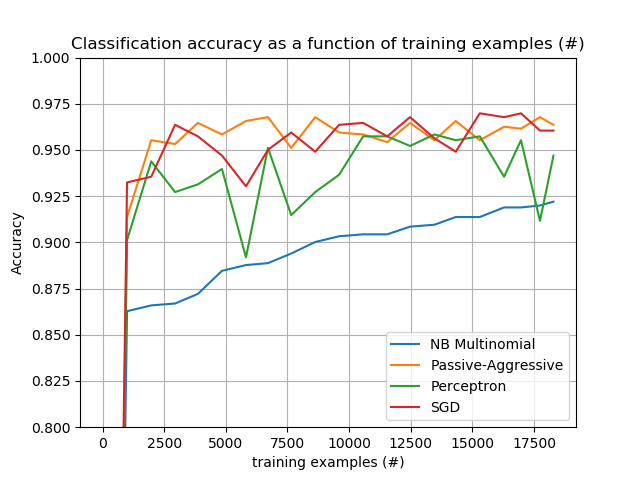 Classification accuracy as a function of training examples (#)
1.000
0.975
0.950
0.925
0.900
0.875
0.850
0.825
0.800
Accuracy
NB Multinomial
Passive-Aggressive
Perceptron
SGD
0 2500 5000 7500 10000 12500 15000 17500
training examples (#)